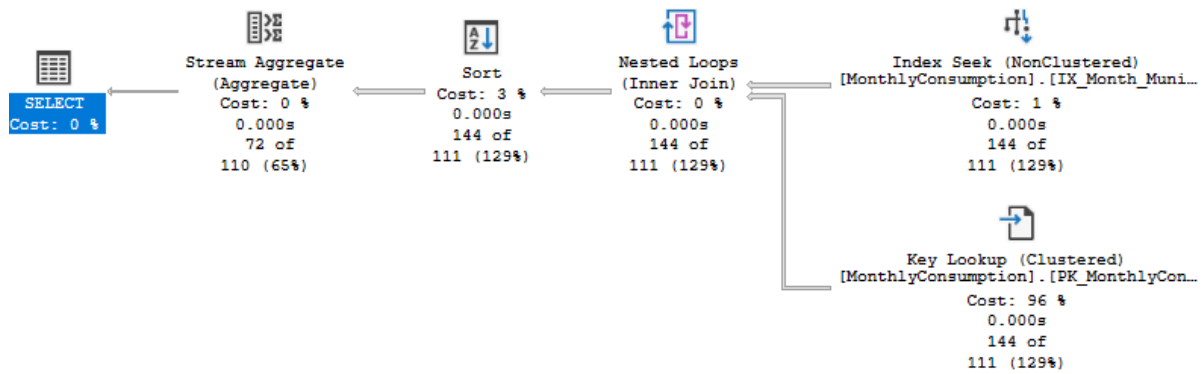 SELECT
Cost: 0 %
Stream Aggregate
(Aggregate)
Cost: 0 %
0.000s
72 of
110 (65%)
Sort
Cost: 3 %
0.000s
144 of
111 (129%)
Nested Loops
(Inner Join)
Cost: 0 %
0.000s
144 of
111 (129%)
Index Seek (NonClustered)
[MonthlyConsumption].[IX_Month_Muni…
Cost: 1 %
0.000s
144 of
111 (129%)
Key Lookup (Clustered)
[MonthlyConsumption].[PK_MonthlyCon…
Cost: 96 %
0.000s
144 of
111 (129%)